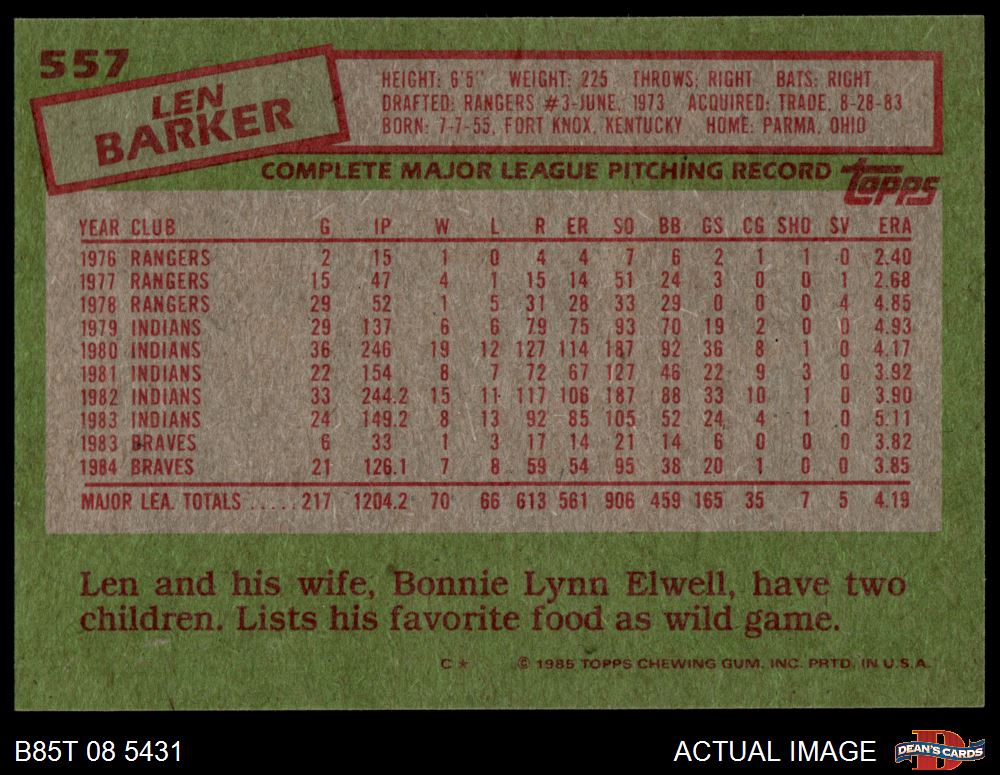 557
LEN
BARKER
HEIGHT: 6'5" WEIGHT: 225 THROWS: RIGHT BATS: RIGHT
DRAFTED: RANGERS #3-JUNE, 1973 ACQUIRED: TRADE, 8-28-83
BORN: 7-7-55, FORT KNOX, KENTUCKY HOME: PARMA, OHIO
COMPLETE MAJOR LEAGUE PITCHING RECORD
topps
YEAR CLUB G IP W L R ER SO BB GS CG SHO SV ERA
1976 RANGERS 2 15 1 0 4 4 7 6 2 1 1 0 2.40
1977 RANGERS 15 47 4 1 15 14 51 24 3 0 0 1 2.68
1978 RANGERS 29 52 1 5 31 28 33 29 0 0 0 4 4.85
1979 INDIANS 29 137 6 6 79 75 93 70 19 2 0 0 4.93
1980 INDIANS 36 246 19 12 127 114 187 92 36 8 1 0 4.17
1981 INDIANS 22 154 8 7 72 67 127 46 22 9 3 0 3.92
1982 INDIANS 33 244.2 15 11 117 106 187 88 33 10 1 0 3.90
1983 INDIANS 24 149.2 8 13 92 85 105 52 24 4 1 0 5.11
1983 BRAVES 6 33 1 3 17 14 21 14 6 0 0 0 3.82
1984 BRAVES 21 126.1 7 8 59 54 95 38 20 1 0 0 3.85
MAJOR LEA. TOTALS ..... 217 1204.2 70 66 613 561 906 459 165 35 7 5 4.19
Len and his wife, Bonnie Lynn Elwell, have two
children. Lists his favorite food as wild game.
C * © 1985 TOPPS CHEWING GUM, INC. PRTD. IN U.S.A.
B85T 08 5431 ACTUAL IMAGE D DEAN'S CARDS